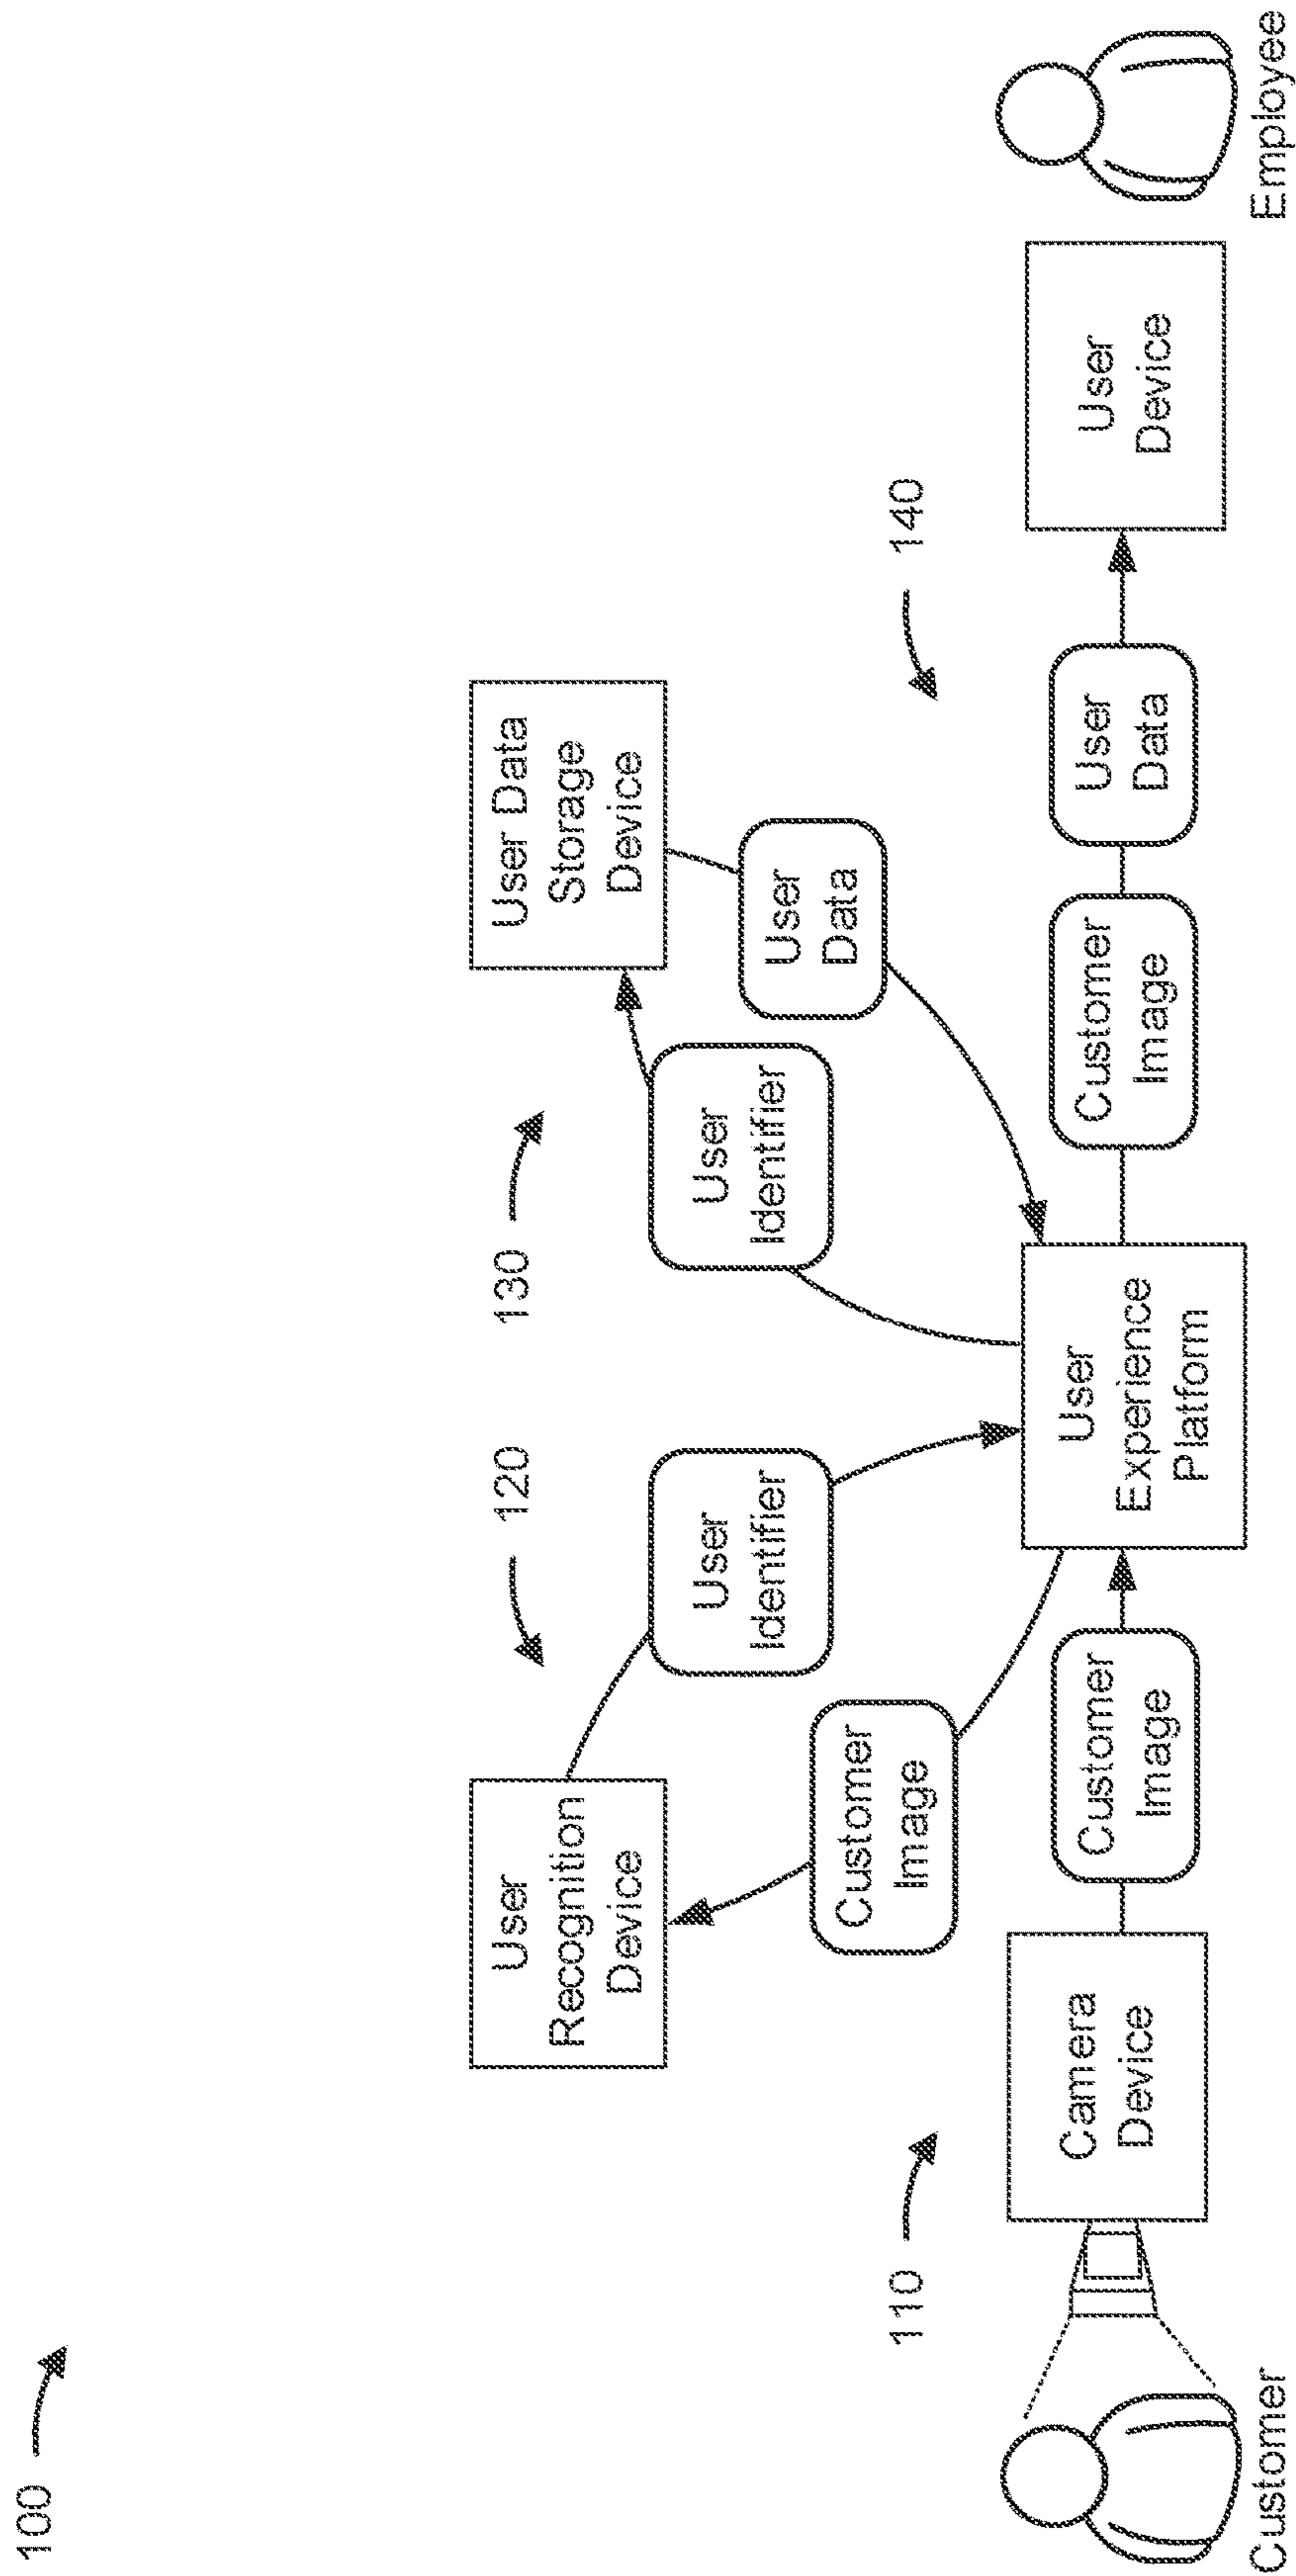 100
120
130
User
Recognition
Device
User Data
Storage
Device
User
Identifier
User
Identifier
User
Data
Customer
Image
110
140
Camera
Device
Customer
Image
User
Experience
Platform
Customer
Image
User
Data
User
Device
Customer
Employee